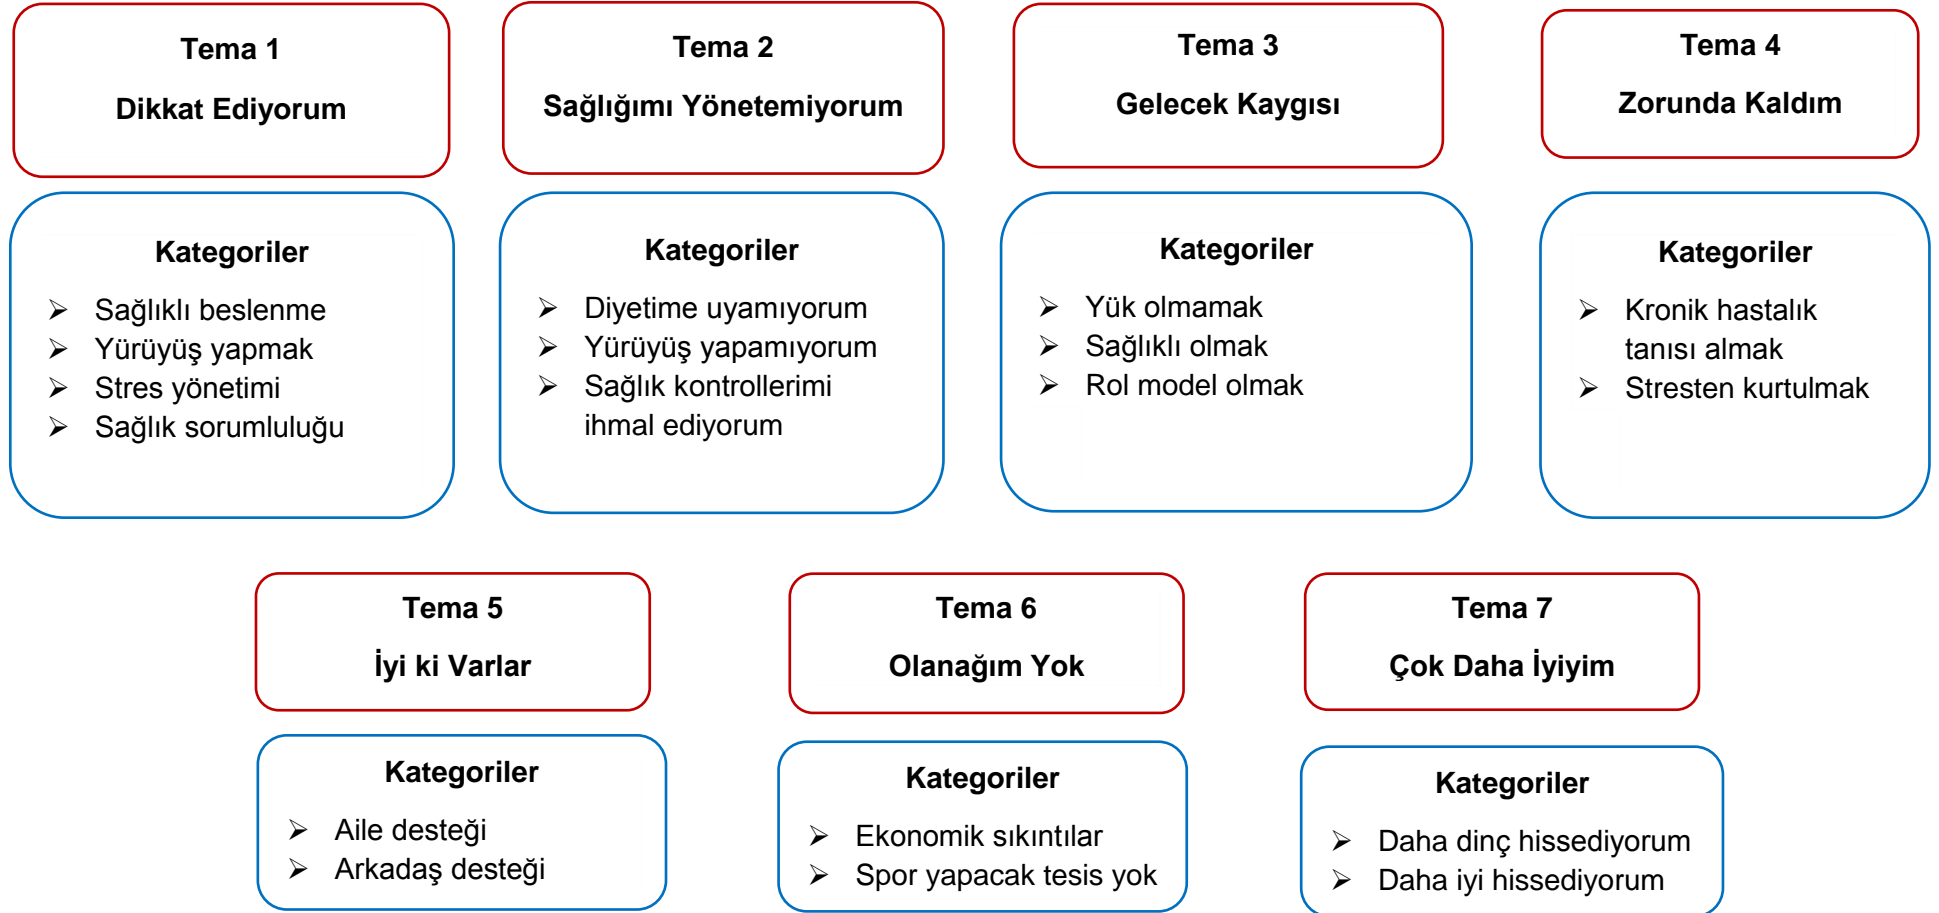 Tema 1
Dikkat Ediyorum
Tema 2
Sağlığımı Yönetemiyorum
Tema 3
Gelecek Kaygısı
Tema 4
Zorunda Kaldım
Kategoriler
➢ Sağlıklı beslenme
➢ Yürüyüş yapmak
➢ Stres yönetimi
➢ Sağlık sorumluluğu
Kategoriler
➢ Diyetime uyamıyorum
➢ Yürüyüş yapamıyorum
➢ Sağlık kontrollerimi
ihmal ediyorum
Kategoriler
➢ Yük olmamak
➢ Sağlıklı olmak
➢ Rol model olmak
Kategoriler
➢ Kronik hastalık
tanısı almak
➢ Stresten kurtulmak
Tema 5
İyi ki Varlar
Tema 6
Olanağım Yok
Tema 7
Çok Daha İyiyim
Kategoriler
➢ Aile desteği
➢ Arkadaş desteği
Kategoriler
➢ Ekonomik sıkıntılar
➢ Spor yapacak tesis yok
Kategoriler
➢ Daha dinç hissediyorum
➢ Daha iyi hissediyorum